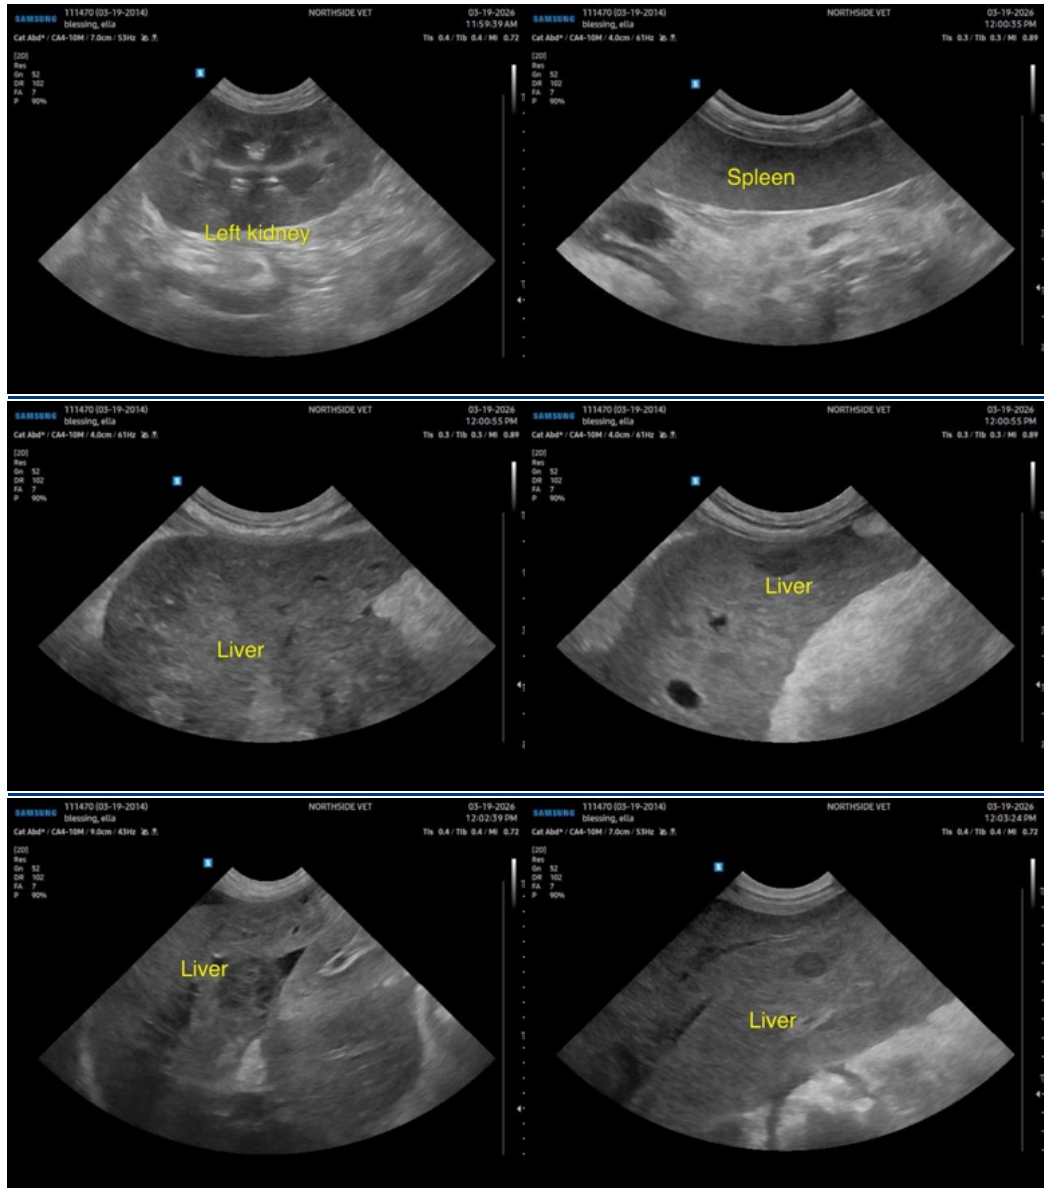 SAMSUNG 111470 (03-19-2014) NORTHSIDE VET 03-19-2026
blessing, ella 11:59:39 AM
Cat Abd* / CA4-10M / 7.0cm / 53Hz TIs 0.4 / TIb 0.4 / MI 0.72
[2D]
Res
Gn 52
DR 102
FA 7
P 90%
S
Left kidney
SAMSUNG 111470 (03-19-2014) NORTHSIDE VET 03-19-2026
blessing, ella 12:00:35 PM
Cat Abd* / CA4-10M / 4.0cm / 61Hz TIs 0.3 / TIb 0.3 / MI 0.89
[2D]
Res
Gn 52
DR 102
FA 7
P 90%
S
Spleen
SAMSUNG 111470 (03-19-2014) NORTHSIDE VET 03-19-2026
blessing, ella 12:00:55 PM
Cat Abd* / CA4-10M / 4.0cm / 61Hz TIs 0.3 / TIb 0.3 / MI 0.89
[2D]
Res
Gn 52
DR 102
FA 7
P 90%
S
Liver
SAMSUNG 111470 (03-19-2014) NORTHSIDE VET 03-19-2026
blessing, ella 12:00:55 PM
Cat Abd* / CA4-10M / 4.0cm / 61Hz TIs 0.3 / TIb 0.3 / MI 0.89
[2D]
Res
Gn 52
DR 102
FA 7
P 90%
S
Liver
SAMSUNG 111470 (03-19-2014) NORTHSIDE VET 03-19-2026
blessing, ella 12:02:39 PM
Cat Abd* / CA4-10M / 9.0cm / 43Hz TIs 0.4 / TIb 0.4 / MI 0.72
[2D]
Res
Gn 52
DR 102
FA 7
P 90%
S
Liver
SAMSUNG 111470 (03-19-2014) NORTHSIDE VET 03-19-2026
blessing, ella 12:03:24 PM
Cat Abd* / CA4-10M / 7.0cm / 53Hz TIs 0.4 / TIb 0.4 / MI 0.72
[2D]
Res
Gn 52
DR 102
FA 7
P 90%
S
Liver